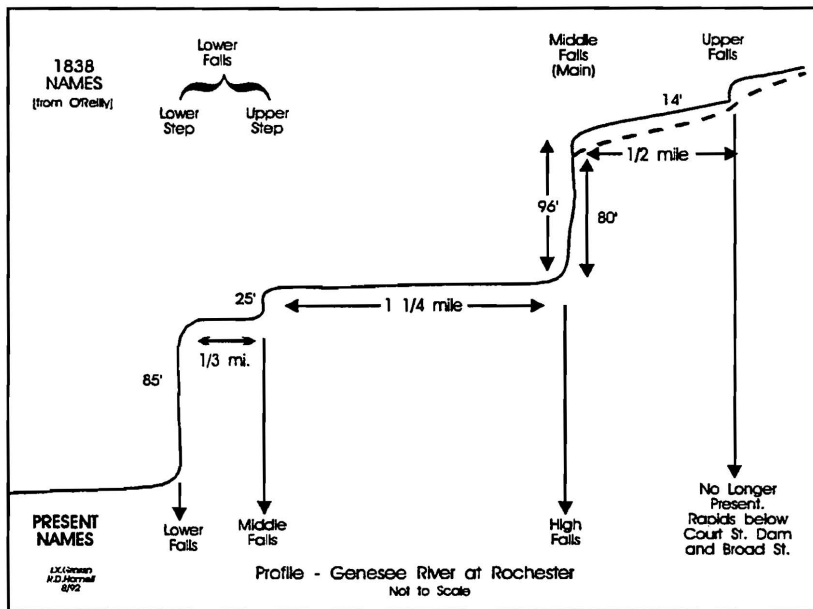 1838
NAMES
[from O'Reilly]
Lower
Falls
Lower
Step
Upper
Step
Middle
Falls
(Main)
Upper
Falls
14'
1/2 mile
96'
80'
25'
1 1/4 mile
1/3 mi.
85'
PRESENT
NAMES
Lower
Falls
Middle
Falls
High
Falls
No Longer
Present.
Rapids below
Court St. Dam
and Broad St.
8/92
Profile - Genesee River at Rochester
Not to Scale